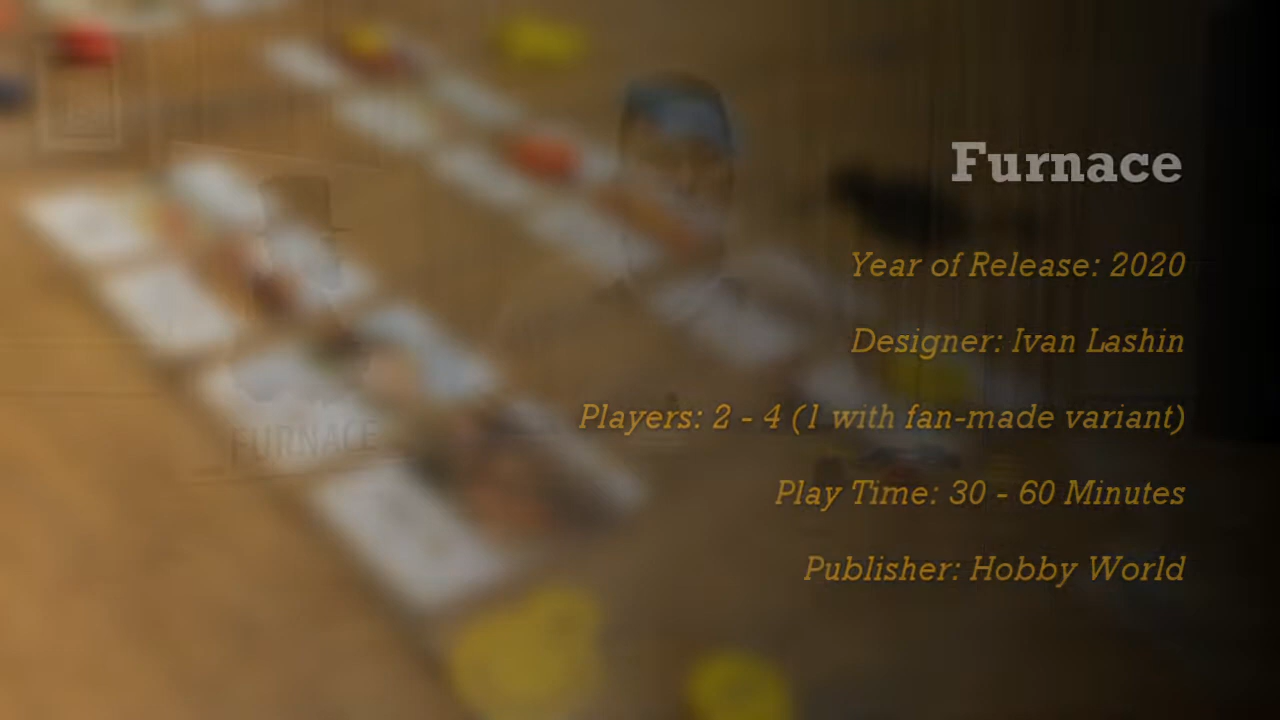 Furnace
Year of Release: 2020
Designer: Ivan Lashin
Players: 2 - 4 (1 with fan-made variant)
Play Time: 30 - 60 Minutes
Publisher: Hobby World
FURNACE